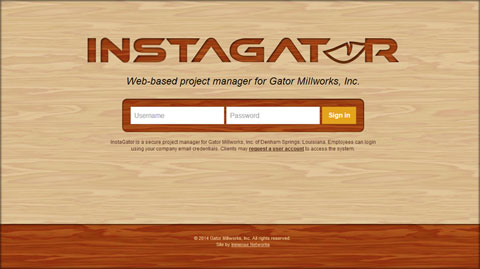 INSTAGATOR
Web-based project manager for Gator Millworks, Inc.
Username Password Sign in
InstaGator is a secure project manager for Gator Millworks, Inc. of Denham Springs, Louisiana. Employees can login
using your company email credentials. Clients may request a user account to access the system.
© 2014 Gator Millworks, Inc. All rights reserved.
Site by Immense Networks